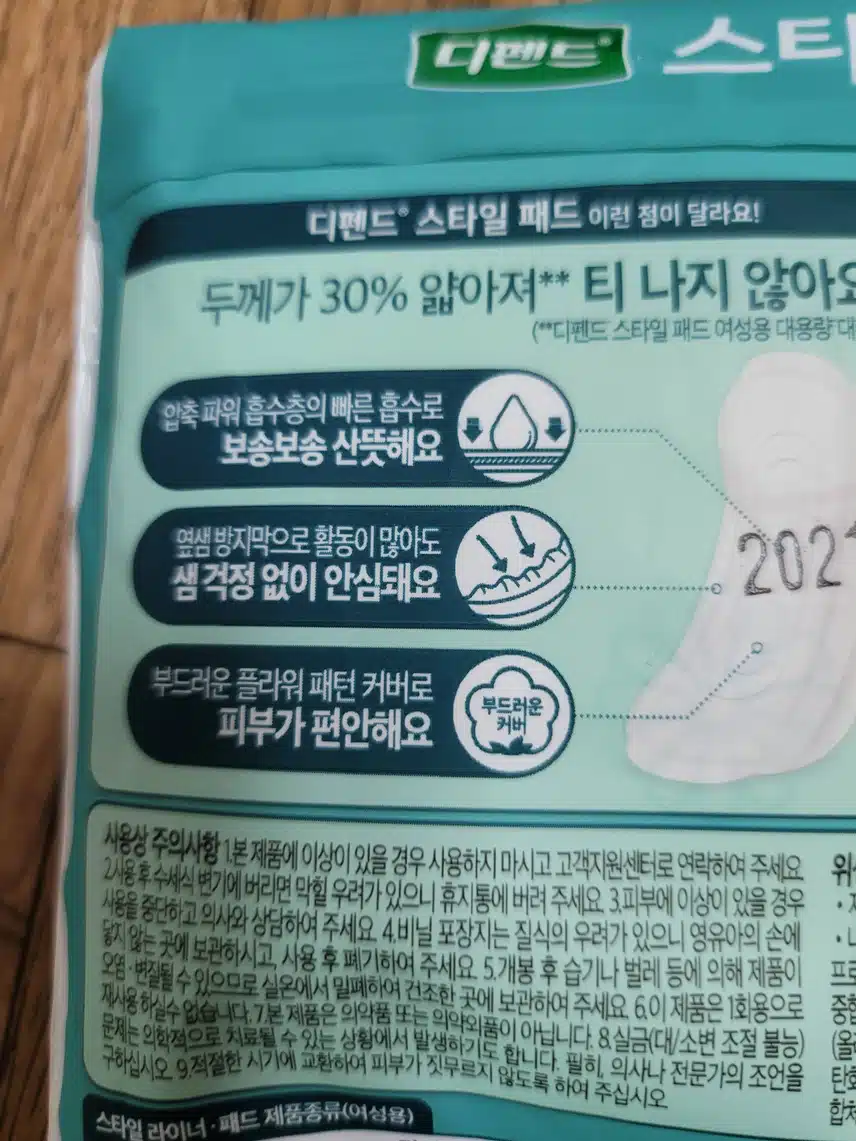 디펜드® 스타
디펜드® 스타일 패드 이런 점이 달라요!
두께가 30% 얇아져** 티 나지 않아요
(**디펜드 스타일 패드 여성용 대용량 대
압축 파워 흡수층의 빠른 흡수로
보송보송 산뜻해요
옆샘 방지막으로 활동이 많아도
샘 걱정 없이 안심돼요
부드러운 플라워 패턴 커버로
피부가 편안해요
부드러운
커버
202
사용상 주의사항 1.본 제품에 이상이 있을 경우 사용하지 마시고 고객지원센터로 연락하여 주세요
2.사용 후 수세식 변기에 버리면 막힐 우려가 있으니 휴지통에 버려 주세요. 3.피부에 이상이 있을 경우
사용을 중단하고 의사와 상담하여 주세요. 4.비닐 포장지는 질식의 우려가 있으니 영유아의 손에
닿지 않는 곳에 보관하시고, 사용 후 폐기하여 주세요. 5.개봉 후 습기나 벌레 등에 의해 제품이
오염·변질될 수 있으므로 실온에서 밀폐하여 건조한 곳에 보관하여 주세요. 6.이 제품은 1회용으로
재사용 하실수 없습니다. 7.본 제품은 의약품 또는 의약외품이 아닙니다. 8.실금(대/소변 조절 불능)
문제는 의학적으로 치료될 수 있는 상황에서 발생하기도 합니다. 필히, 의사나 전문가의 조언을
구하십시오. 9.적절한 시기에 교환하여 피부가 짓무르지 않도록 하여 주십시오
스타일 라이너·패드 제품종류(여성용)